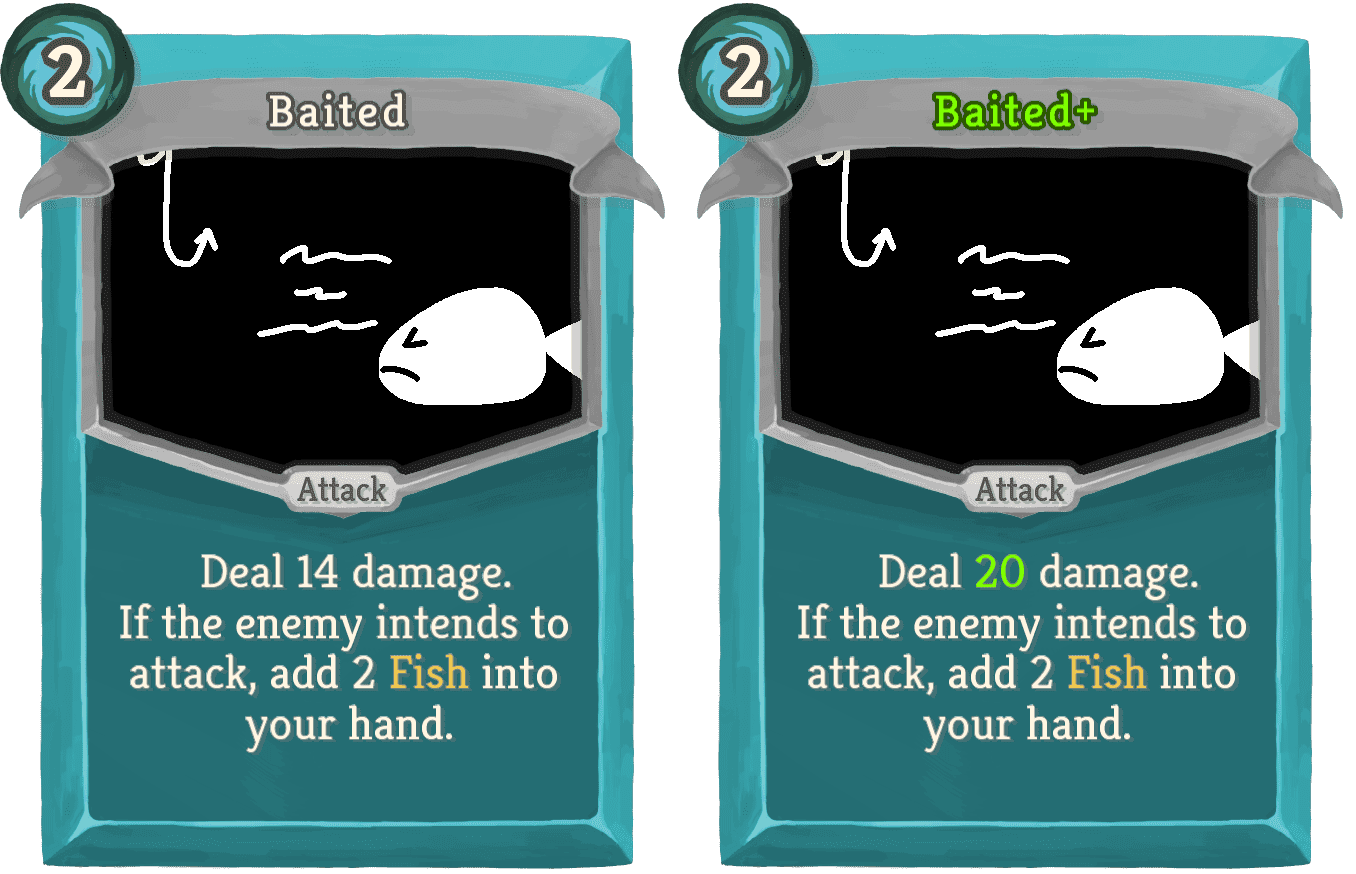 2
Baited
Attack
Deal 14 damage.
If the enemy intends to
attack, add 2 Fish into
your hand.
2
Baited+
Attack
Deal 20 damage.
If the enemy intends to
attack, add 2 Fish into
your hand.